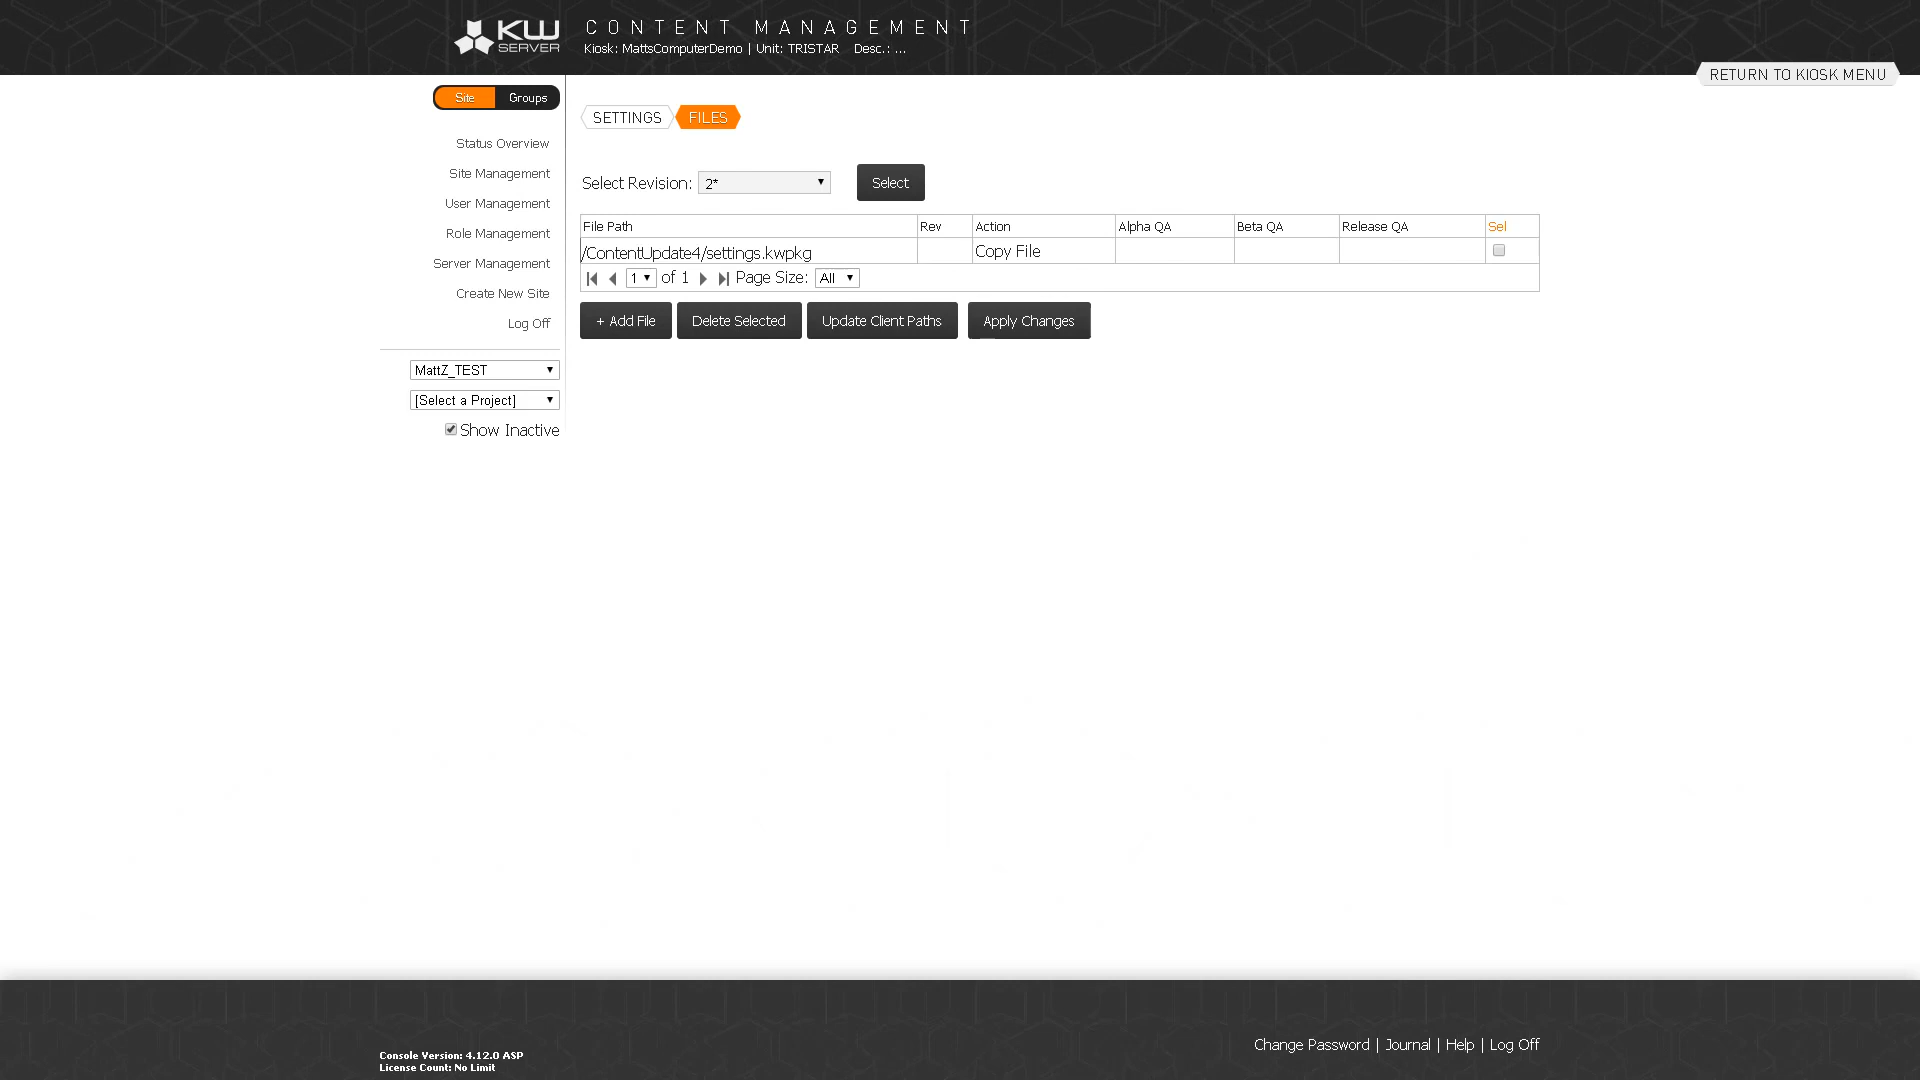 KW SERVER
CONTENT MANAGEMENT
Kiosk: MattsComputerDemo | Unit: TRISTAR Desc.: ...
RETURN TO KIOSK MENU
Site Groups
Status Overview
Site Management
User Management
Role Management
Server Management
Create New Site
Log Off
MattZ_TEST
[Select a Project]
Show Inactive
SETTINGS FILES
Select Revision: 2* Select
File Path Rev Action Alpha QA Beta QA Release QA Sel
/ContentUpdate4/settings.kwpkg Copy File
1 of 1 Page Size: All
+ Add File Delete Selected Update Client Paths Apply Changes
Change Password | Journal | Help | Log Off
Console Version: 4.12.0 ASP
License Count: No Limit